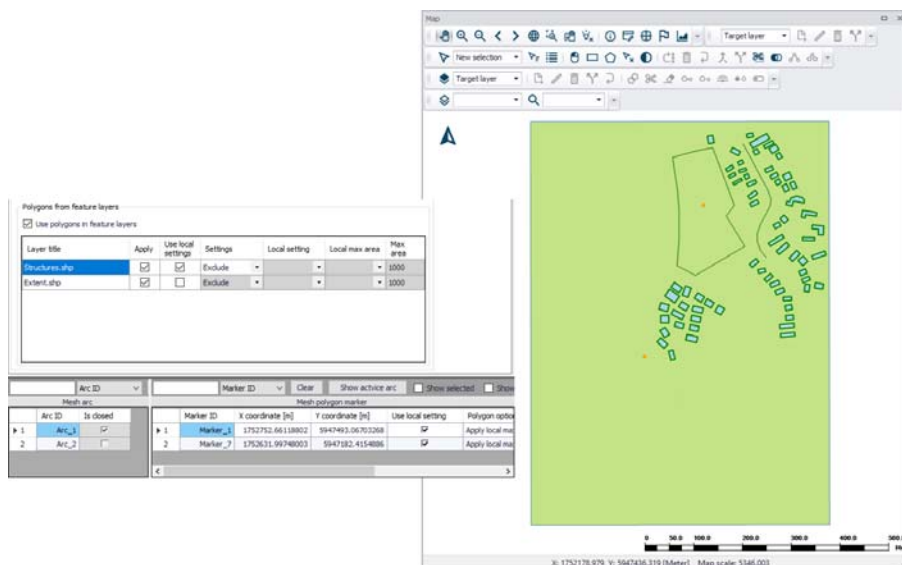 Map
Target layer
New selection
Target layer
Polygons from feature layers
Use polygons in feature layers
Layer title Apply Use local settings Settings Local setting Local max area Max area
Structures.shp Exclude 1000
Extent.shp Exclude 1000
Arc ID Marker ID Clear Show actvice arc Show selected Show
Mesh arc Mesh polygon marker
Arc ID Is closed Marker ID X coordinate [m] Y coordinate [m] Use local setting Polygon optio
1 Arc_1 1 Marker_1 1752752.66118802 5947493.06703268 Apply local ma
2 Arc_2 2 Marker_7 1752631.99748003 5947182.4154886 Apply local ma
0 50.0 100.0 200.0 300.0 400.0 500.
Me
X: 1752178.979, Y: 5947436.319 [Meter] Map scale: 5346.003